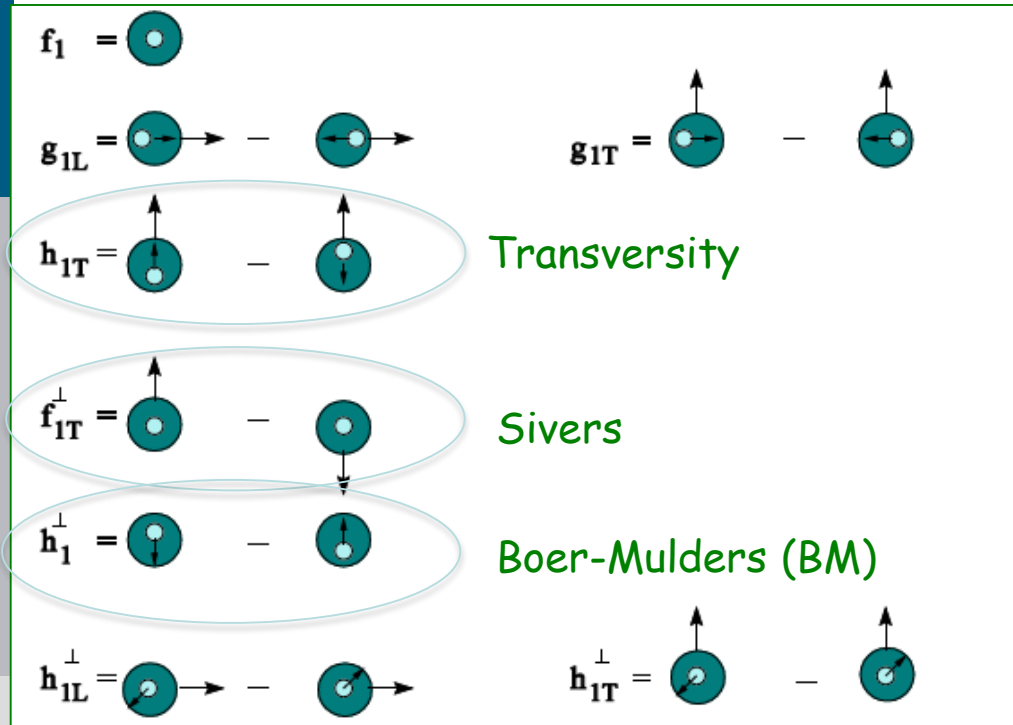 f₁ =
g₁L = − g₁T = −
h₁T = − Transversity
f⊥₁T = − Sivers
h⊥₁ = − Boer-Mulders (BM)
h⊥₁L = − h⊥₁T = −